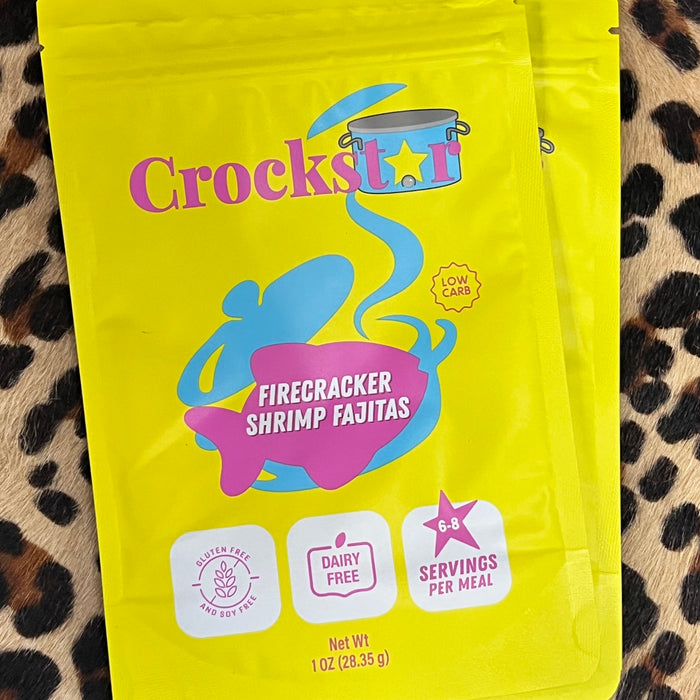 Crockstar
LOW
CARB
FIRECRACKER
SHRIMP FAJITAS
GLUTEN FREE
AND SOY FREE
DAIRY
FREE
6-8
SERVINGS
PER MEAL
Net Wt
1 OZ (28.35 g)